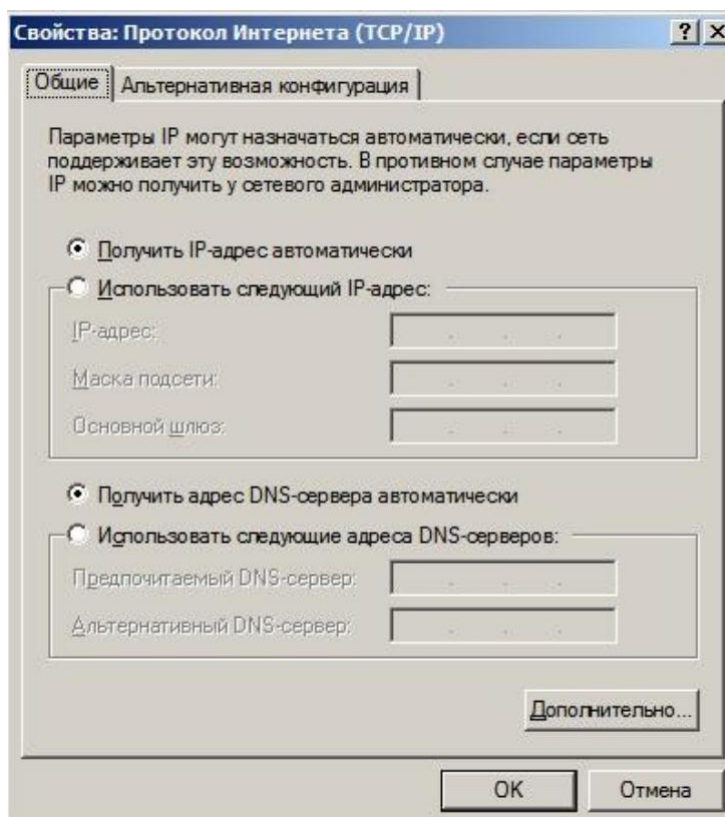 Свойства: Протокол Интернета (TCP/IP)
Общие
Альтернативная конфигурация
Параметры IP могут назначаться автоматически, если сеть
поддерживает эту возможность. В противном случае параметры
IP можно получить у сетевого администратора.
Получить IP-адрес автоматически
Использовать следующий IP-адрес:
IP-адрес:
Маска подсети:
Основной шлюз:
Получить адрес DNS-сервера автоматически
Использовать следующие адреса DNS-серверов:
Предпочитаемый DNS-сервер:
Альтернативный DNS-сервер:
Дополнительно...
OK
Отмена